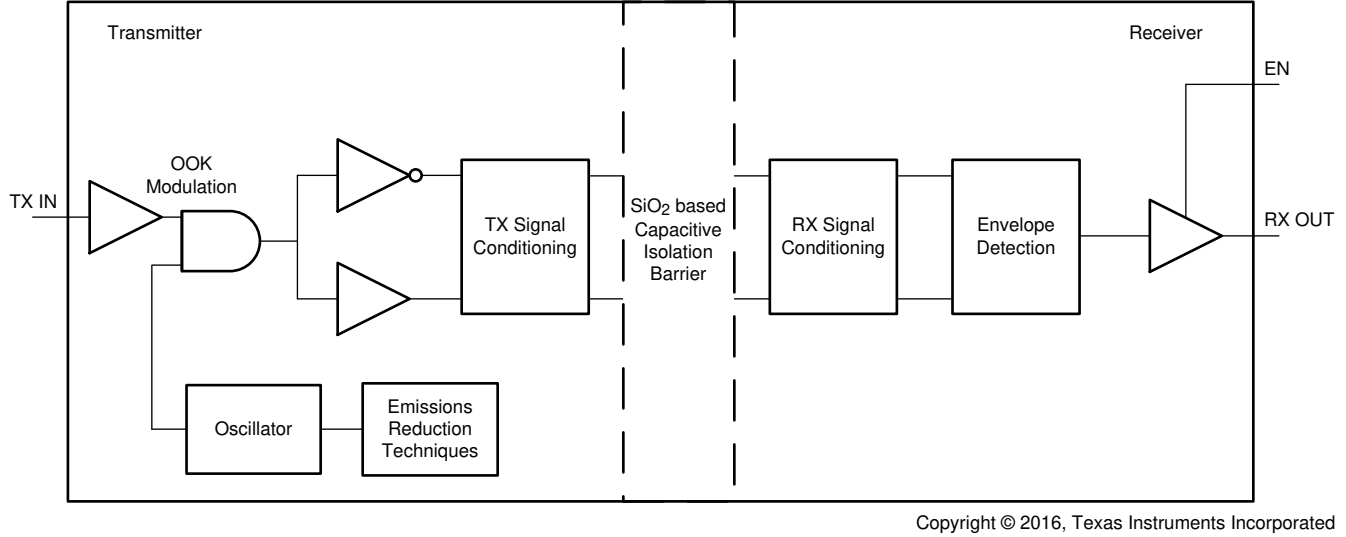 Transmitter
Receiver
EN
OOK
Modulation
TX IN
TX Signal
Conditioning
SiO2 based
Capacitive
Isolation
Barrier
RX Signal
Conditioning
Envelope
Detection
RX OUT
Oscillator
Emissions
Reduction
Techniques
Copyright © 2016, Texas Instruments Incorporated